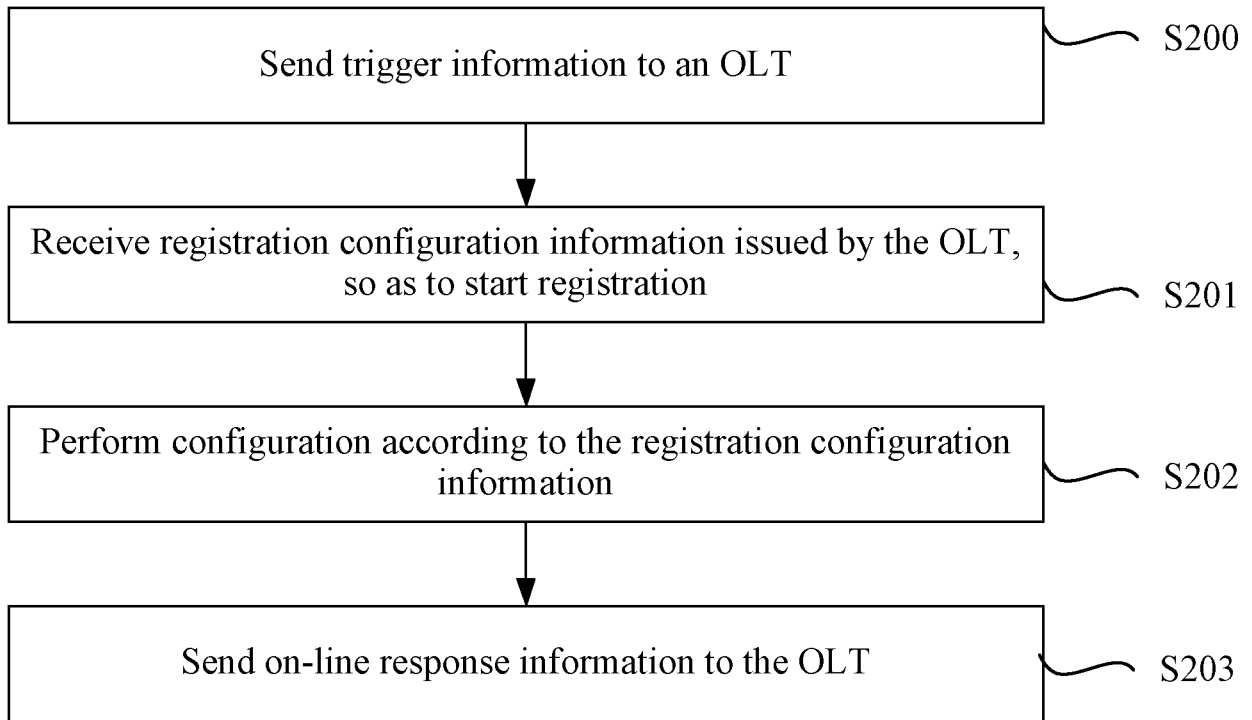 Send trigger information to an OLT
S200
Receive registration configuration information issued by the OLT,
so as to start registration
S201
Perform configuration according to the registration configuration
information
S202
Send on-line response information to the OLT
S203